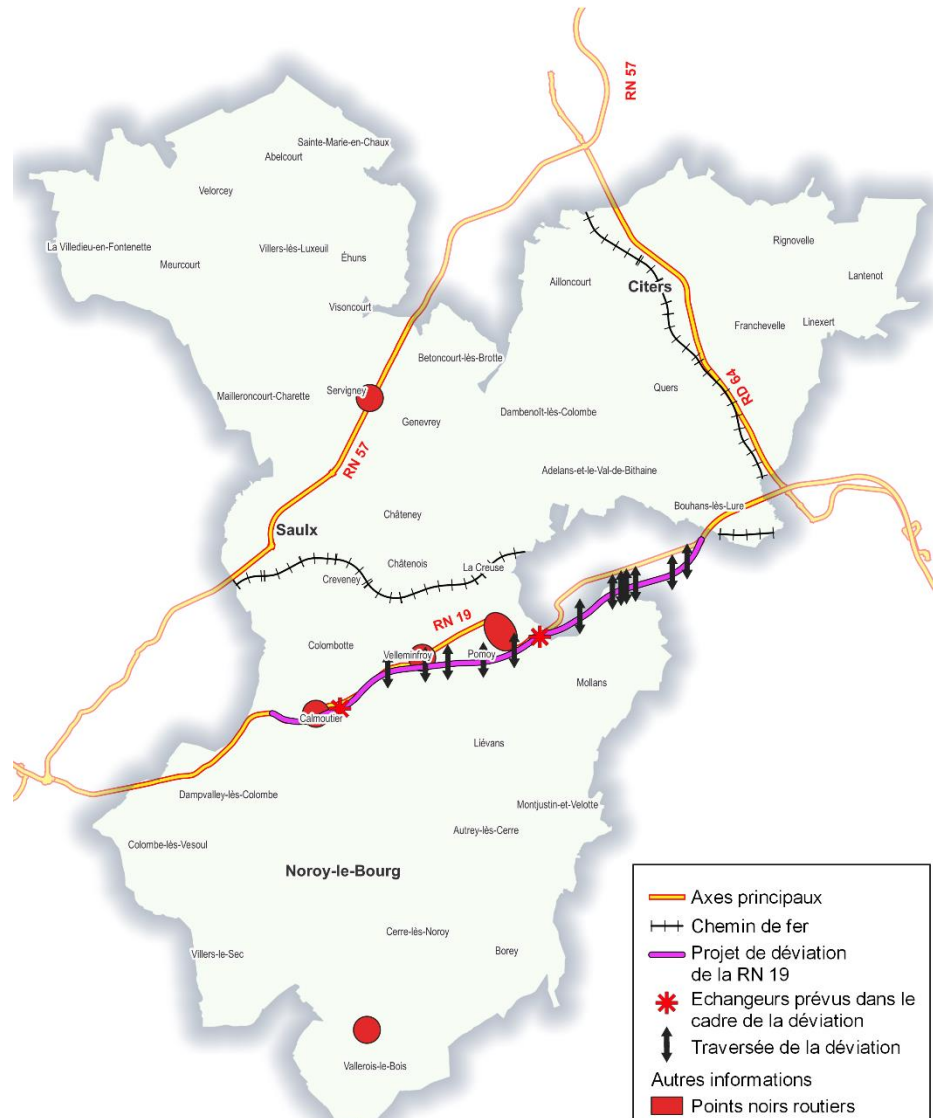 RN 57
Sainte-Marie-en-Chaux
Abelcourt
Velorcey
La Villedieu-en-Fontenette
Villers-lés-Luxeuil
Éhuns
Meurcourt
Rignovelle
Lantenot
Ailloncourt
Citers
Visoncourt
Franchevelle
Linexert
Betoncourt-lès-Brotte
RD 64
Quers
Servigney
Mailleroncourt-Charette
Genevrey
Dambenoît-lés-Colombe
RN 57
Adelans-et-le-Val-de-Bithaine
Bouhans-lés-Lure
Châteney
Saulx
Châtenois
La Creuse
Creveney
RN 19
Colombotte
Velleminfroy
Pomoy
Mollans
Calmoutier
Liévans
Dampvalley-lés-Colombe
Montjustin-et-Velotte
Autrey-lés-Cerre
Colombe-lès-Vesoul
Noroy-le-Bourg
Cerre-lès-Noroy
Villers-le-Sec
Borey
Vallerois-le-Bois
Axes principaux
Chemin de fer
Projet de déviation
de la RN 19
Echangeurs prévus dans le
cadre de la déviation
Traversée de la déviation
Autres informations
Points noirs routiers